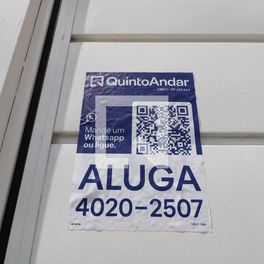 QuintoAndar
Mande um
Whatsapp
ou ligue.
ALUGA
4020-2507